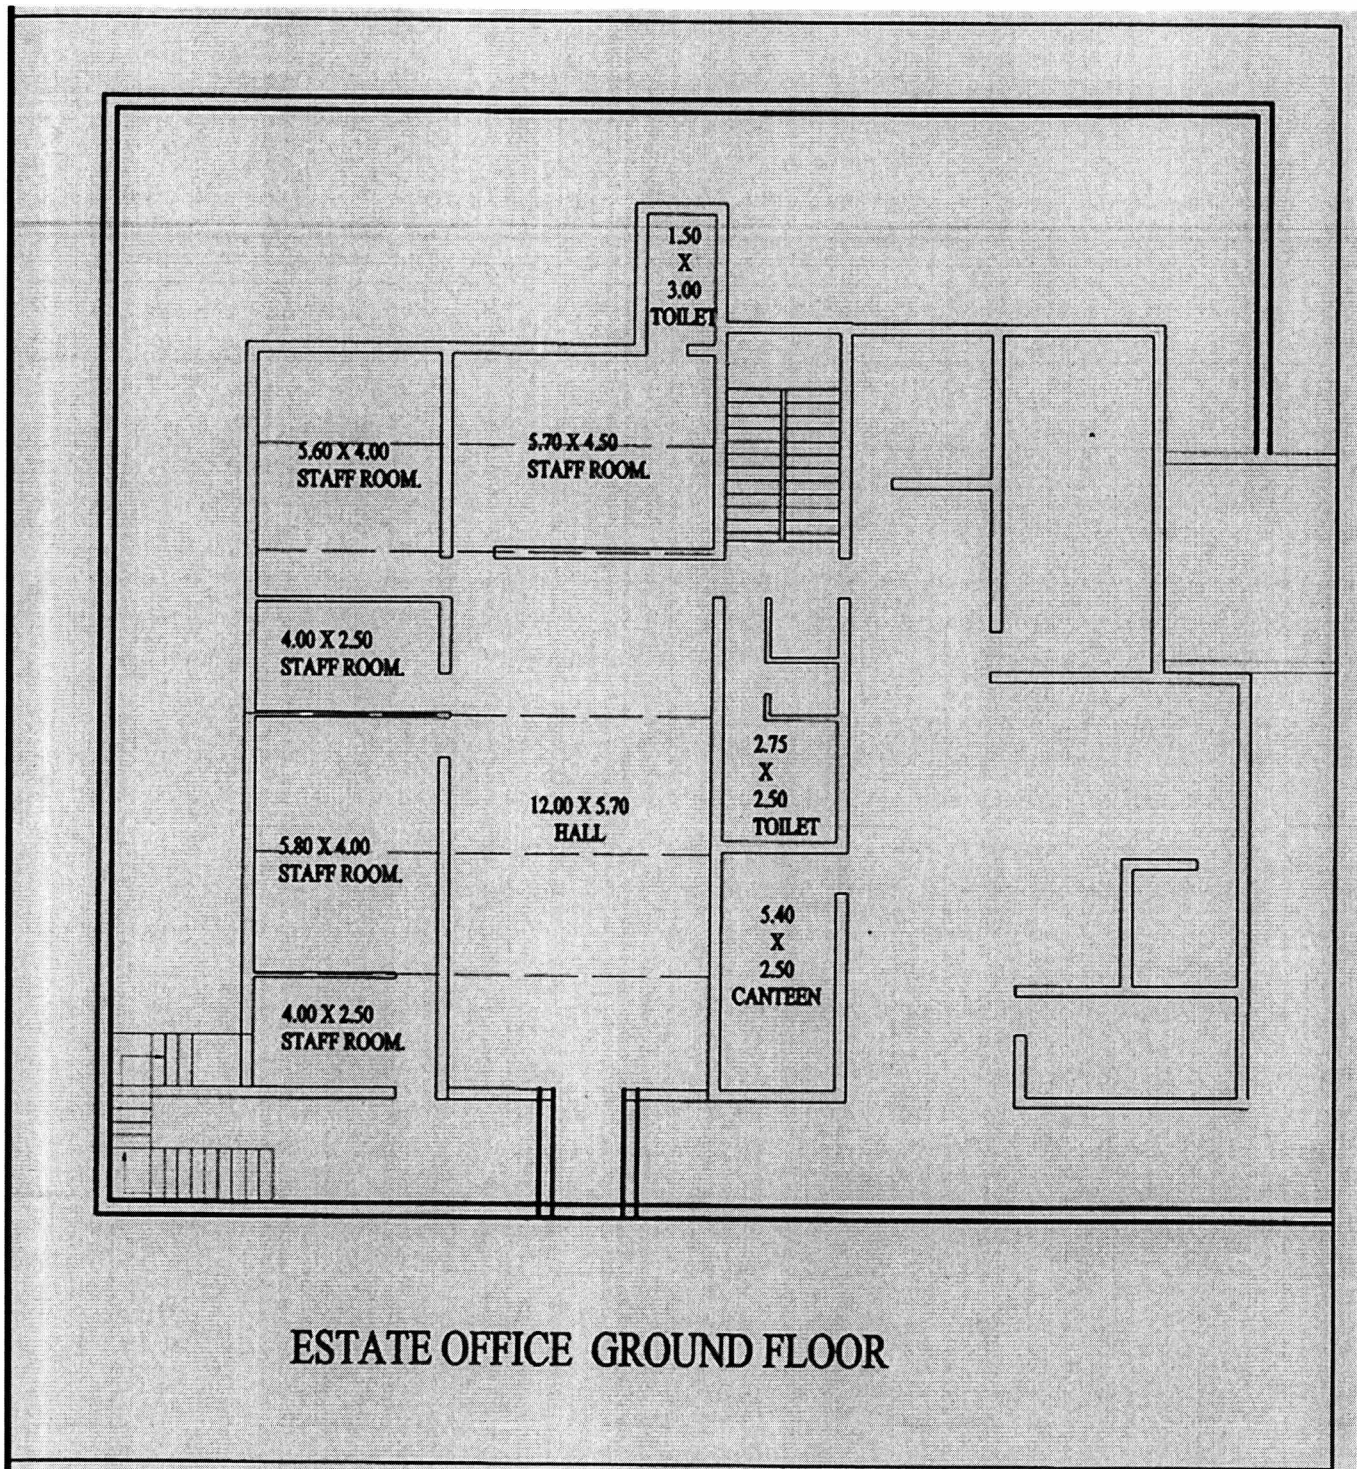 1.50
X
3.00
TOILET
5.60 X 4.00
STAFF ROOM.
5.70 X 4.50
STAFF ROOM.
4.00 X 2.50
STAFF ROOM.
2.75
X
2.50
TOILET
12.00 X 5.70
HALL
5.80 X 4.00
STAFF ROOM.
5.40
X
2.50
CANTEEN
4.00 X 2.50
STAFF ROOM.
ESTATE OFFICE GROUND FLOOR